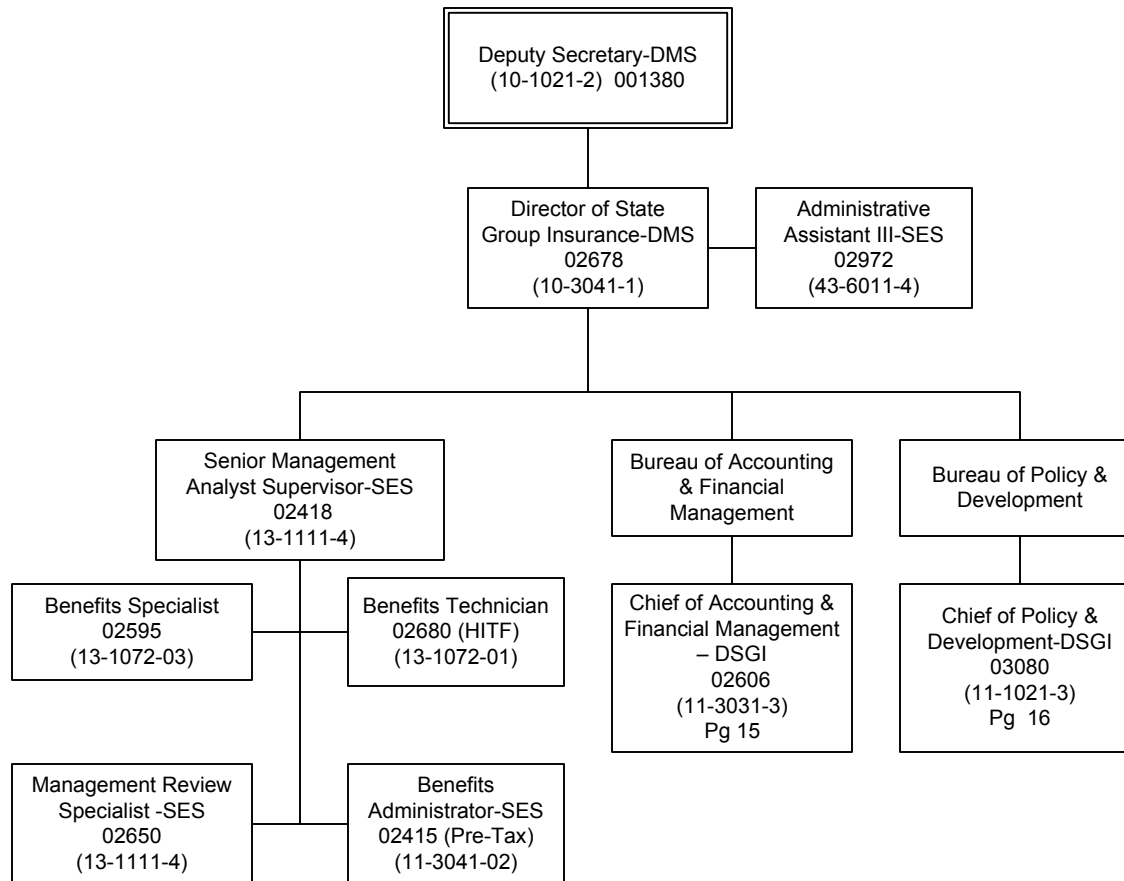 Deputy Secretary-DMS
(10-1021-2)  001380
Director of State
Group Insurance-DMS
02678
(10-3041-1)
Administrative
Assistant III-SES
02972
(43-6011-4)
Senior Management
Analyst Supervisor-SES
02418
(13-1111-4)
Bureau of Accounting
& Financial
Management
Bureau of Policy &
Development
Benefits Specialist
02595
(13-1072-03)
Benefits Technician
02680 (HITF)
(13-1072-01)
Chief of Accounting &
Financial Management
– DSGI
02606
(11-3031-3)
Pg 15
Chief of Policy &
Development-DSGI
03080
(11-1021-3)
Pg  16
Management Review
Specialist -SES
02650
(13-1111-4)
Benefits
Administrator-SES
02415 (Pre-Tax)
(11-3041-02)